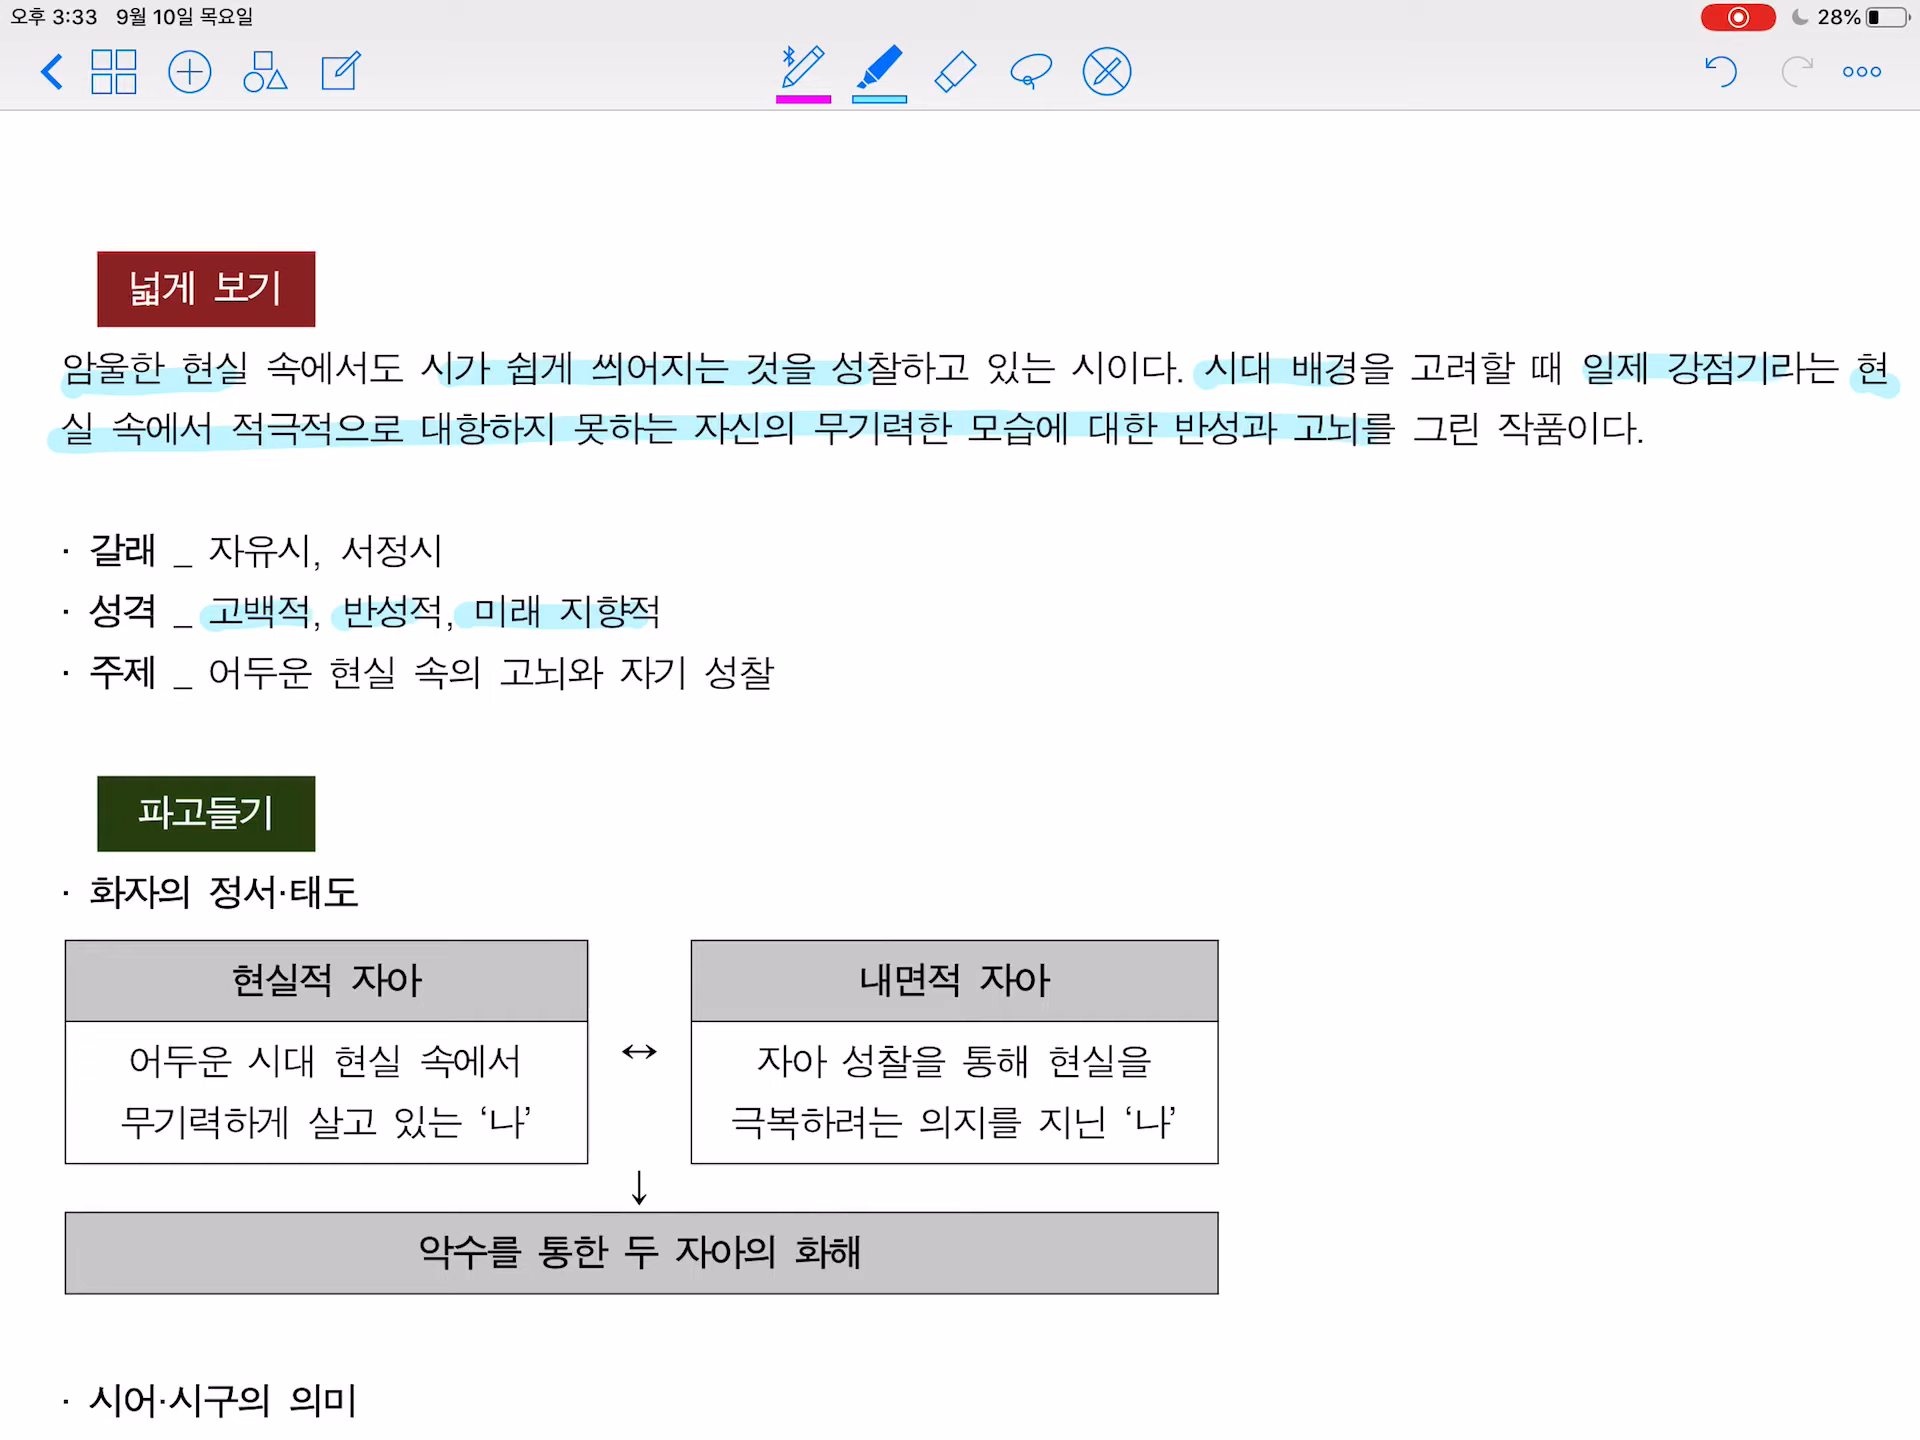 오후 3:33 9월 10일 목요일
28%
넓게 보기
암울한 현실 속에서도 시가 쉽게 씌어지는 것을 성찰하고 있는 시이다. 시대 배경을 고려할 때 일제 강점기라는 현
실 속에서 적극적으로 대항하지 못하는 자신의 무기력한 모습에 대한 반성과 고뇌를 그린 작품이다.
· 갈래 _ 자유시, 서정시
· 성격 _ 고백적, 반성적, 미래 지향적
· 주제 _ 어두운 현실 속의 고뇌와 자기 성찰
파고들기
· 화자의 정서·태도
현실적 자아
어두운 시대 현실 속에서
무기력하게 살고 있는 ‘나’
↔
내면적 자아
자아 성찰을 통해 현실을
극복하려는 의지를 지닌 ‘나’
↓
악수를 통한 두 자아의 화해
· 시어·시구의 의미